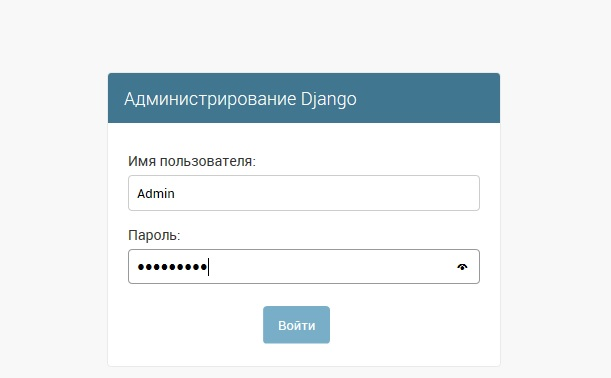 Администрирование Django
Имя пользователя:
Admin
Пароль:
•••••••••
Войти